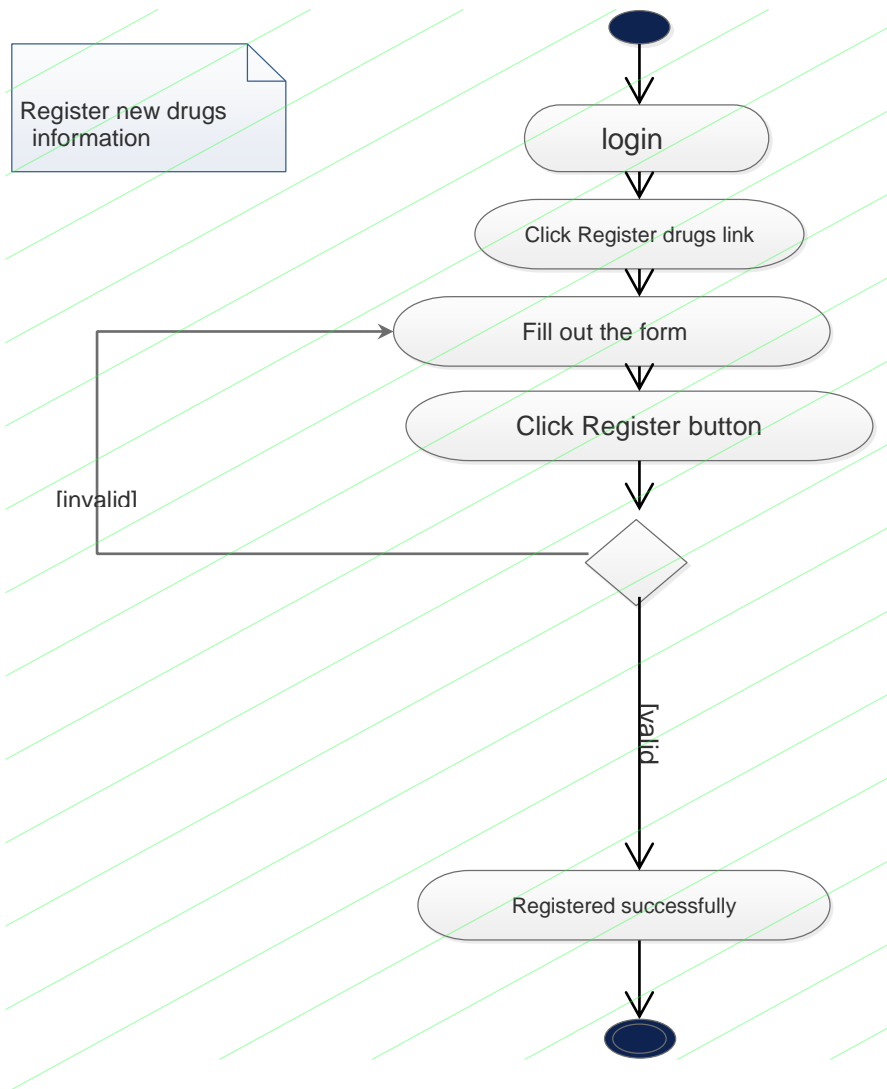 Register new drugs
information
login
Click Register drugs link
Fill out the form
Click Register button
[invalid]
[valid
Registered successfully